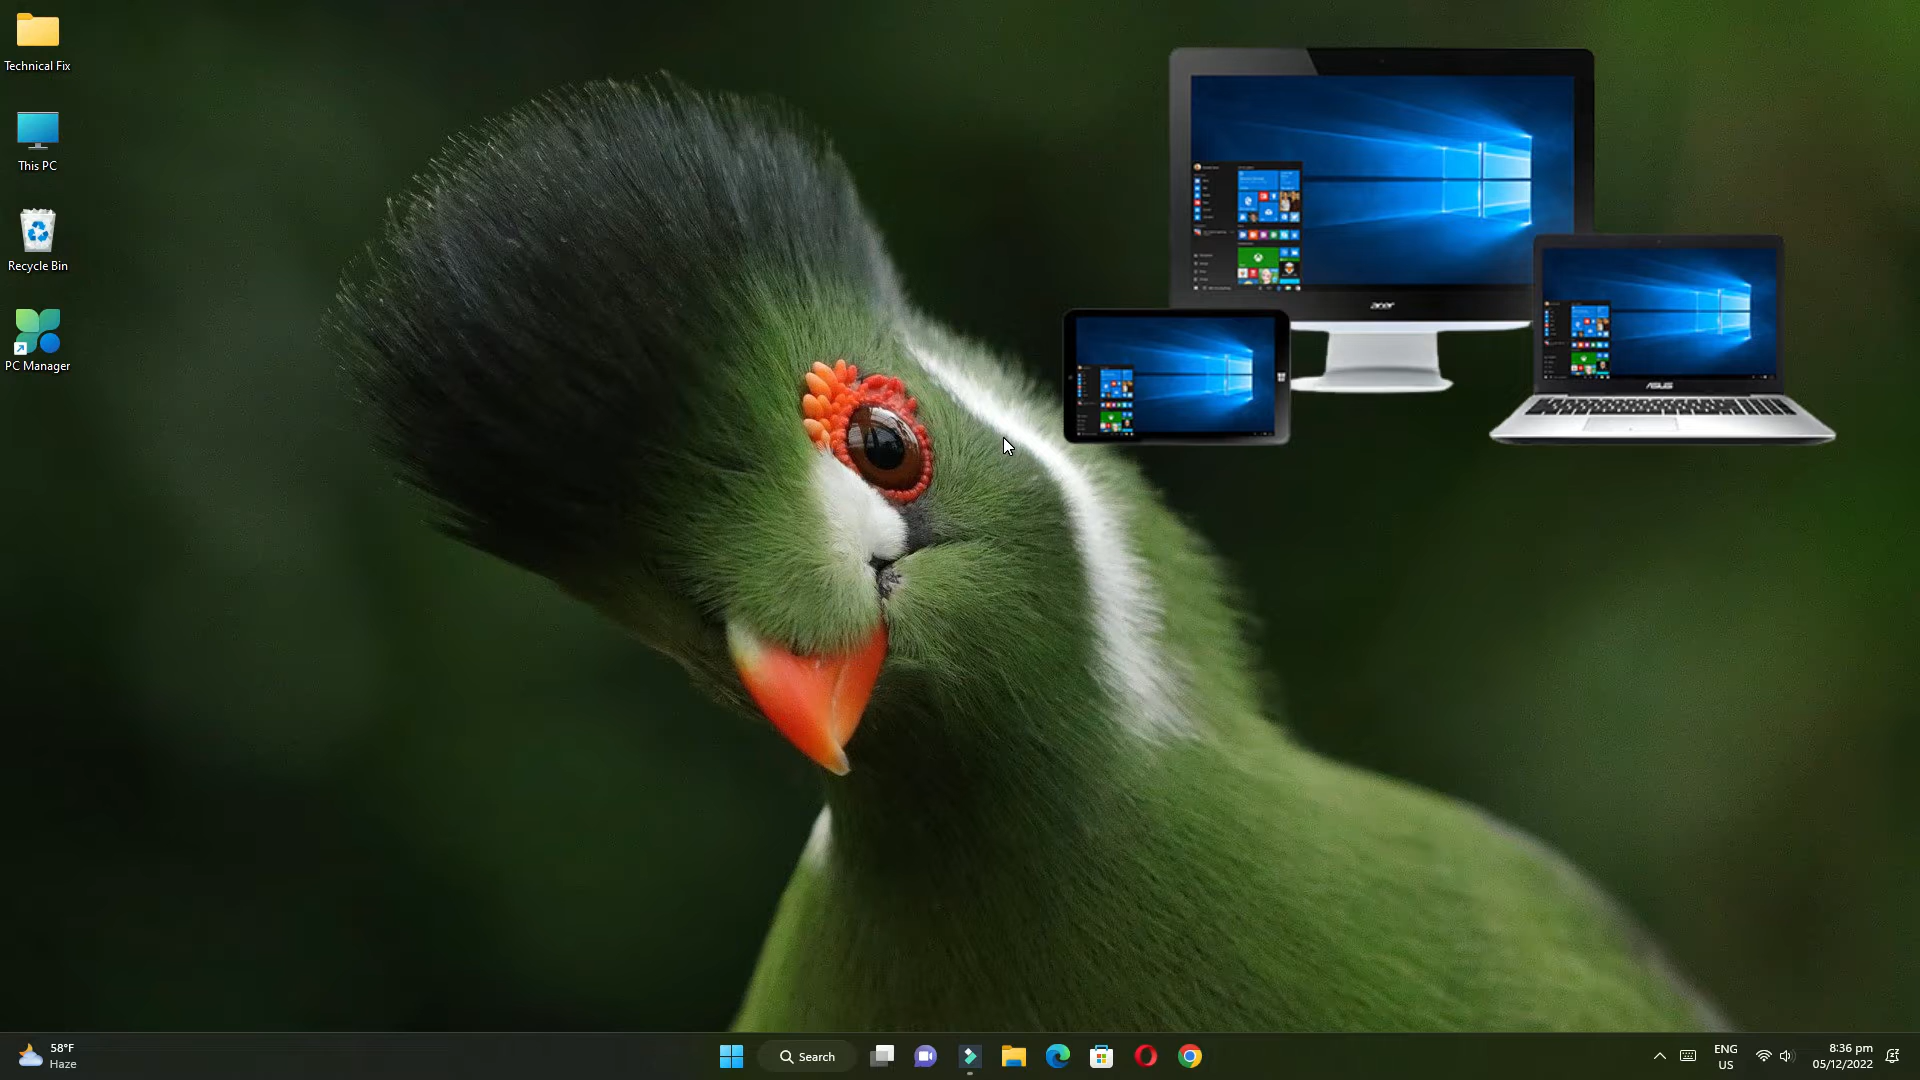 Technical Fix
This PC
Recycle Bin
PC Manager
acer
ASUS
58°F
Haze
Search
ENG
US
8:36 pm
05/12/2022